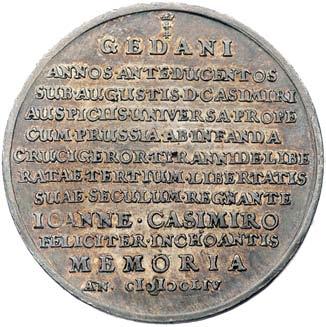 GEDANI
ANNOS·ANTE·DUCENTOS
SUB·AUGUSTIS·D·CASIMIRI
AUSPICIIS·UNIVERSA·PROPE
CUM·PRUSSIA·AB·INFANDA
CRUCIGEROR·TYRANNIDE·LIBE
RATAE·TERTIUM·LIBERTATIS
SUAE·SECULUM·REGNANTE
IOANNE·CASIMIRO
FELICITER·INCHOANTIS
MEMORIA
AN· CIↃIↃCLIV